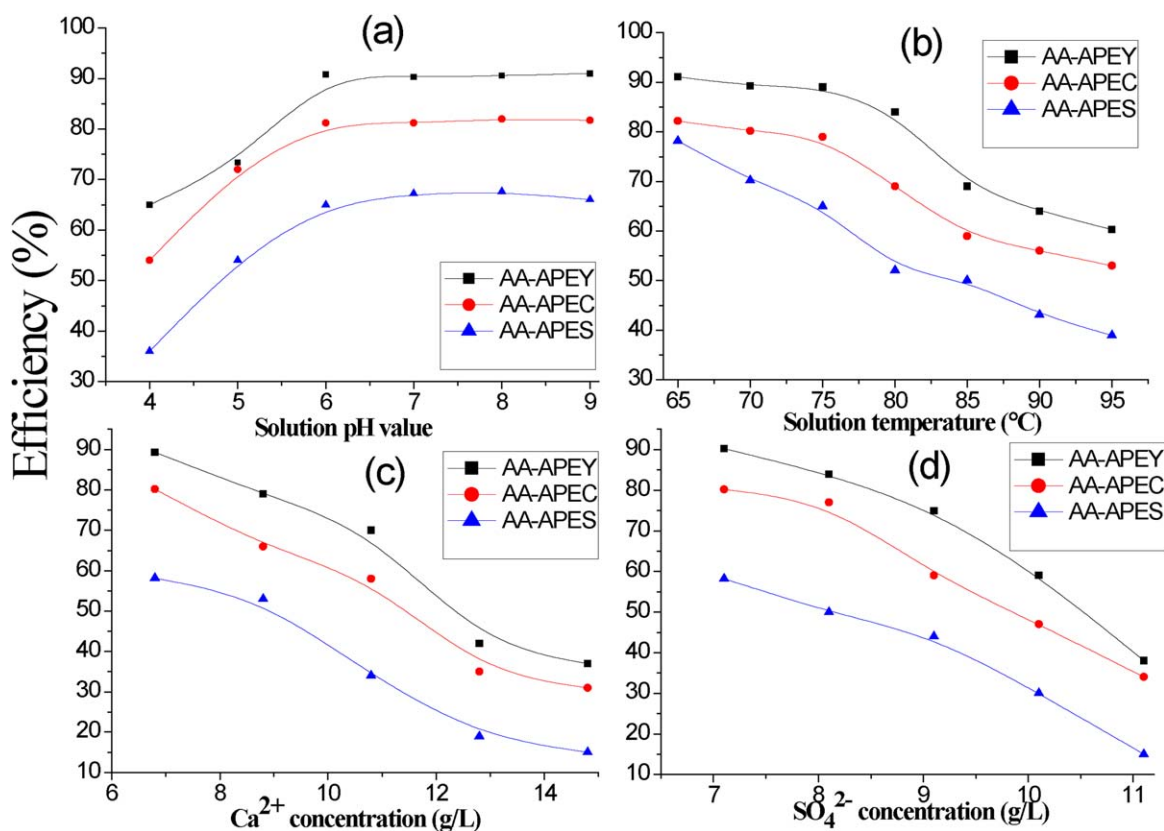 Efficiency (%)
(a)
100
90
80
70
60
50
40
30
AA-APEY
AA-APEC
AA-APES
4 5 6 7 8 9
Solution pH value
(b)
100
90
80
70
60
50
40
30
AA-APEY
AA-APEC
AA-APES
65 70 75 80 85 90 95
Solution temperature (°C)
(c)
90
80
70
60
50
40
30
20
10
AA-APEY
AA-APEC
AA-APES
6 8 10 12 14
Ca²⁺ concentration (g/L)
(d)
90
80
70
60
50
40
30
20
10
AA-APEY
AA-APEC
AA-APES
7 8 9 10 11
SO₄²⁻ concentration (g/L)